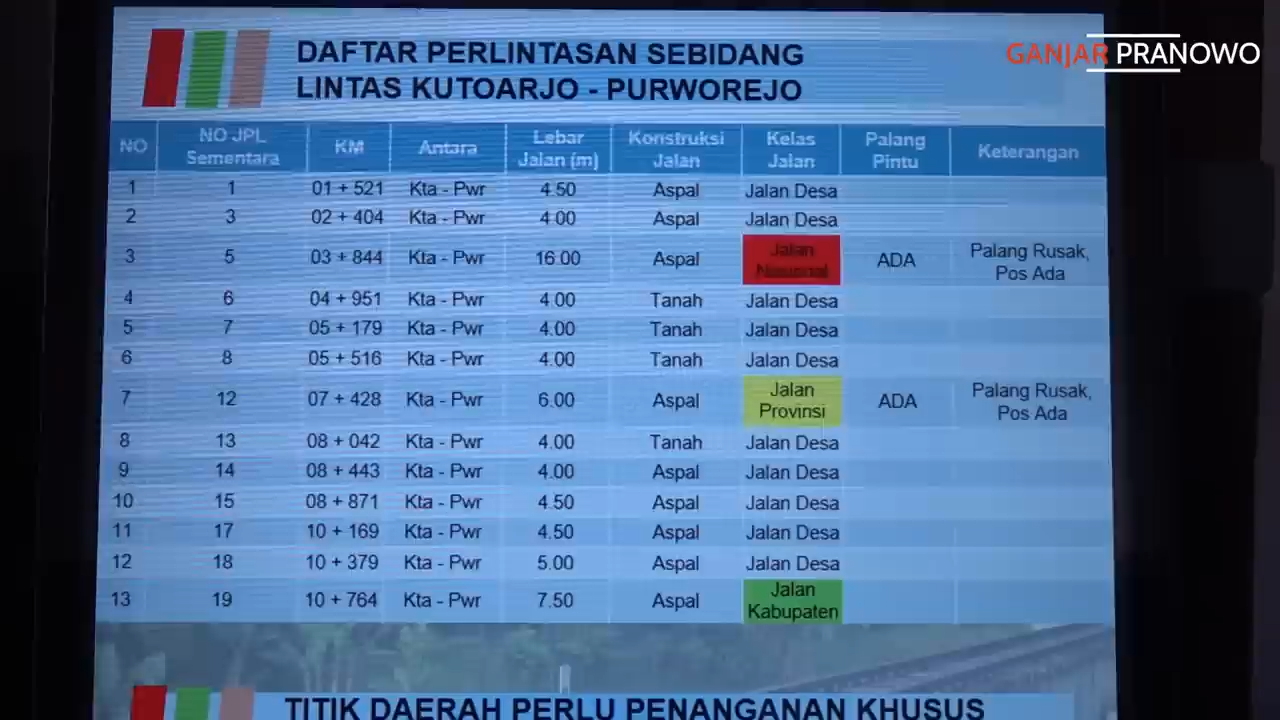 GANJAR PRANOWO
DAFTAR PERLINTASAN SEBIDANG
LINTAS KUTOARJO - PURWOREJO
NO NO JPL Sementara KM Antara Lebar Jalan (m) Konstruksi Jalan Kelas Jalan Palang Pintu Keterangan
1 1 01 + 521 Kta - Pwr 4.50 Aspal Jalan Desa
2 3 02 + 404 Kta - Pwr 4.00 Aspal Jalan Desa
3 5 03 + 844 Kta - Pwr 16.00 Aspal Jalan Nasional ADA Palang Rusak, Pos Ada
4 6 04 + 951 Kta - Pwr 4.00 Tanah Jalan Desa
5 7 05 + 179 Kta - Pwr 4.00 Tanah Jalan Desa
6 8 05 + 516 Kta - Pwr 4.00 Tanah Jalan Desa
7 12 07 + 428 Kta - Pwr 6.00 Aspal Jalan Provinsi ADA Palang Rusak, Pos Ada
8 13 08 + 042 Kta - Pwr 4.00 Tanah Jalan Desa
9 14 08 + 443 Kta - Pwr 4.00 Aspal Jalan Desa
10 15 08 + 871 Kta - Pwr 4.50 Aspal Jalan Desa
11 17 10 + 169 Kta - Pwr 4.50 Aspal Jalan Desa
12 18 10 + 379 Kta - Pwr 5.00 Aspal Jalan Desa
13 19 10 + 764 Kta - Pwr 7.50 Aspal Jalan Kabupaten
TITIK DAERAH PERLU PENANGANAN KHUSUS